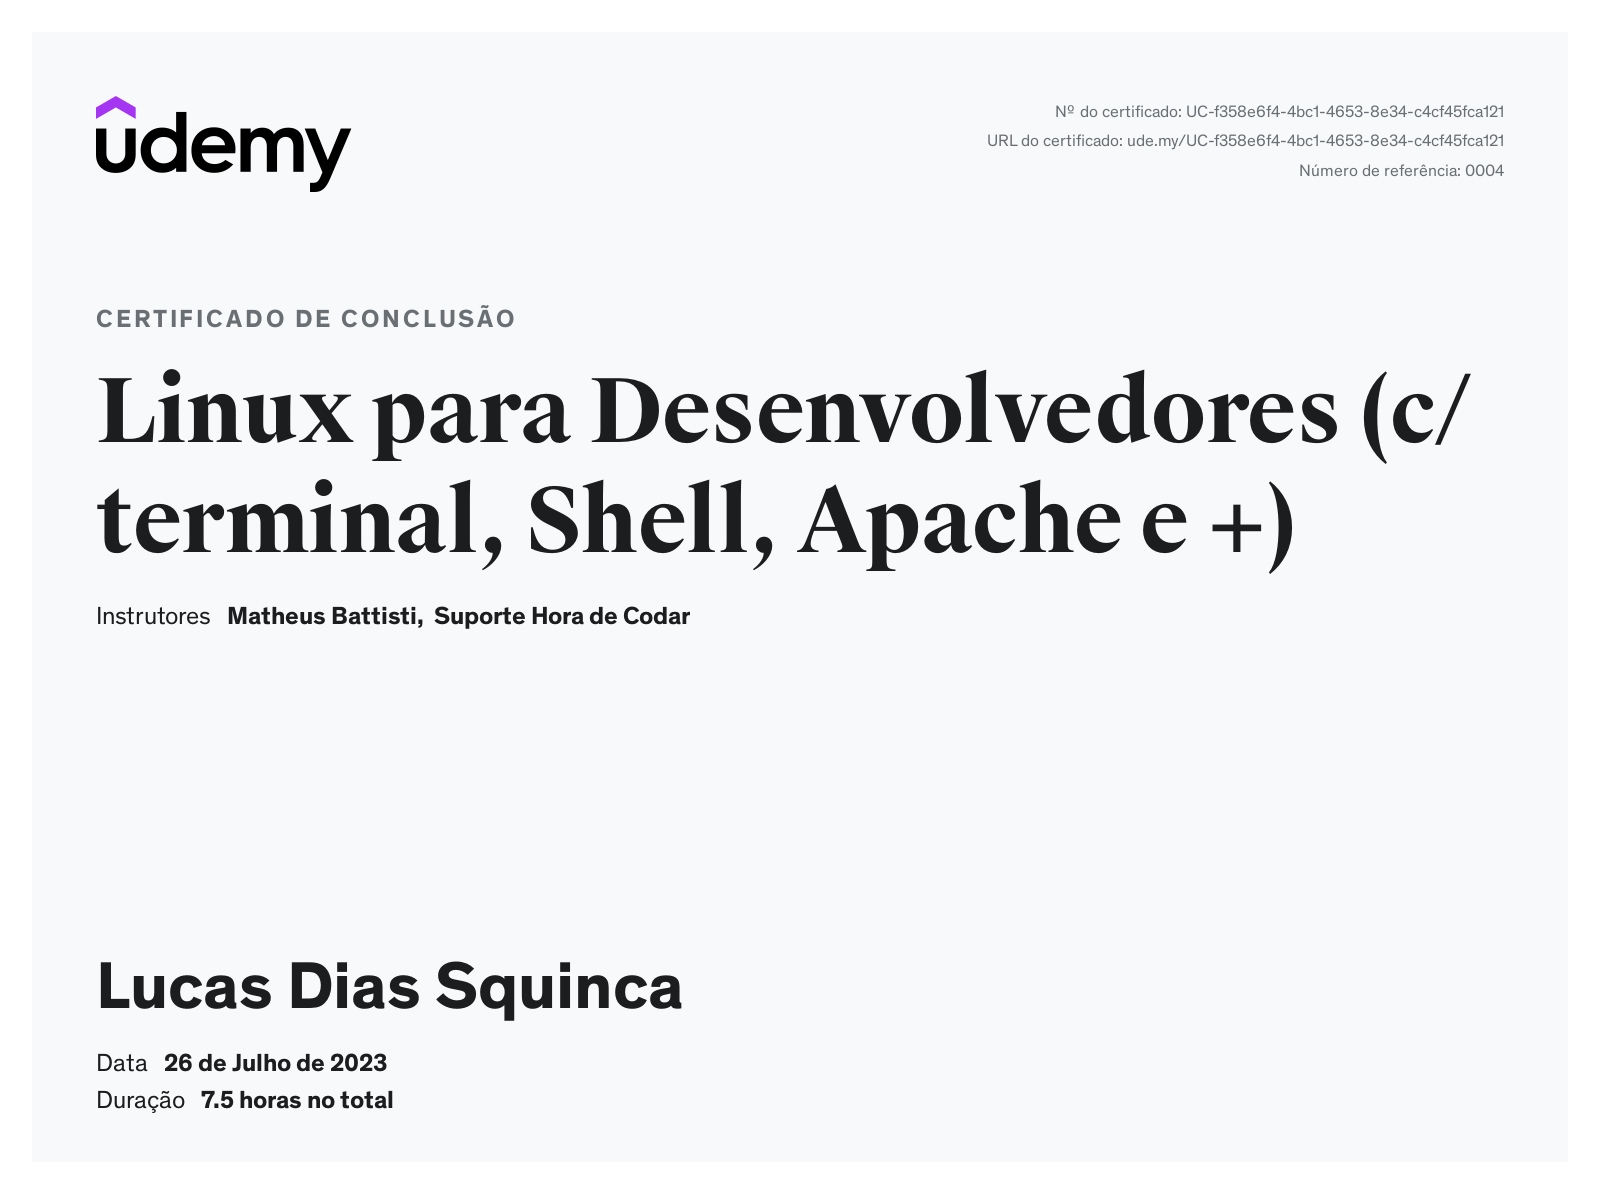 udemy
Nº do certificado: UC-f358e6f4-4bc1-4653-8e34-c4cf45fca121
URL do certificado: ude.my/UC-f358e6f4-4bc1-4653-8e34-c4cf45fca121
Número de referência: 0004
CERTIFICADO DE CONCLUSÃO
Linux para Desenvolvedores (c/
terminal, Shell, Apache e +)
Instrutores Matheus Battisti, Suporte Hora de Codar
Lucas Dias Squinca
Data 26 de Julho de 2023
Duração 7.5 horas no total